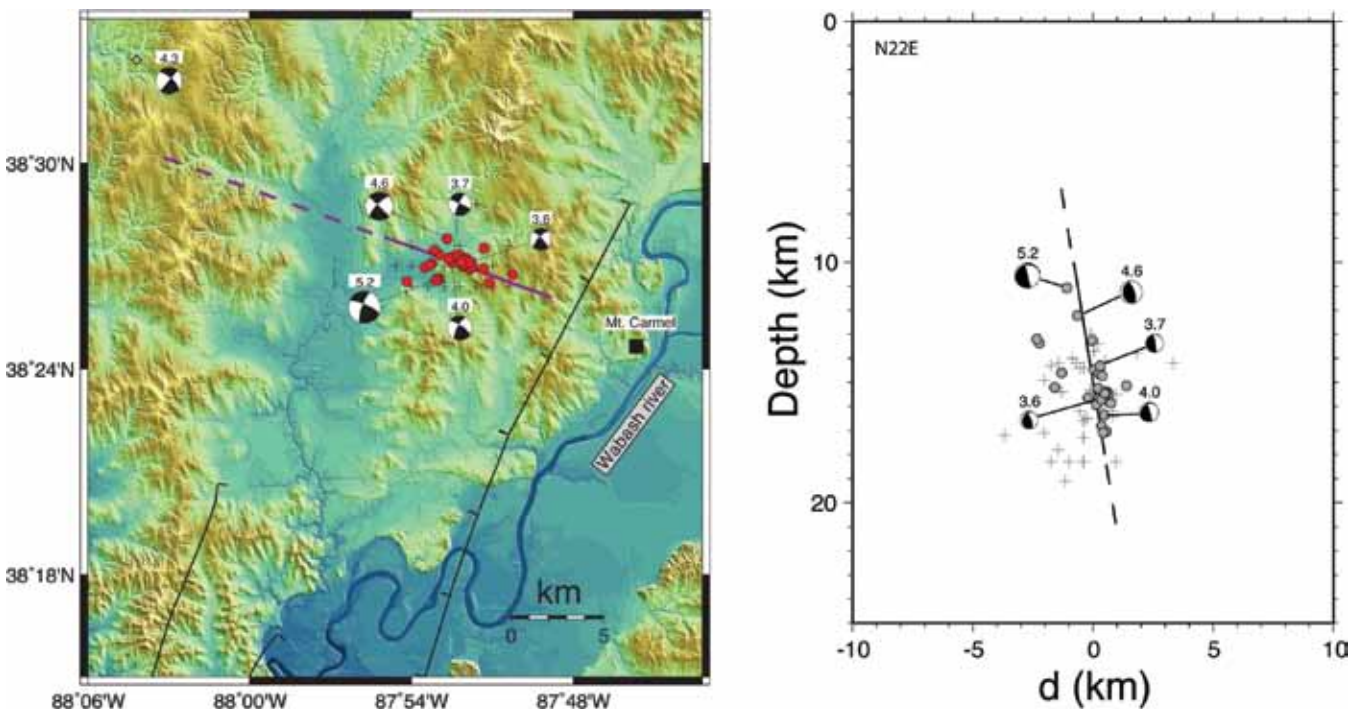 4.3
38°30'N
4.6
3.7
3.6
5.2
4.0
Mt. Carmel
38°24'N
Wabash river
38°18'N
km
0 5
88°06'W 88°00'W 87°54'W 87°48'W
0
N22E
10
5.2
4.6
3.7
3.6
4.0
20
Depth (km)
-10 -5 0 5 10
d (km)